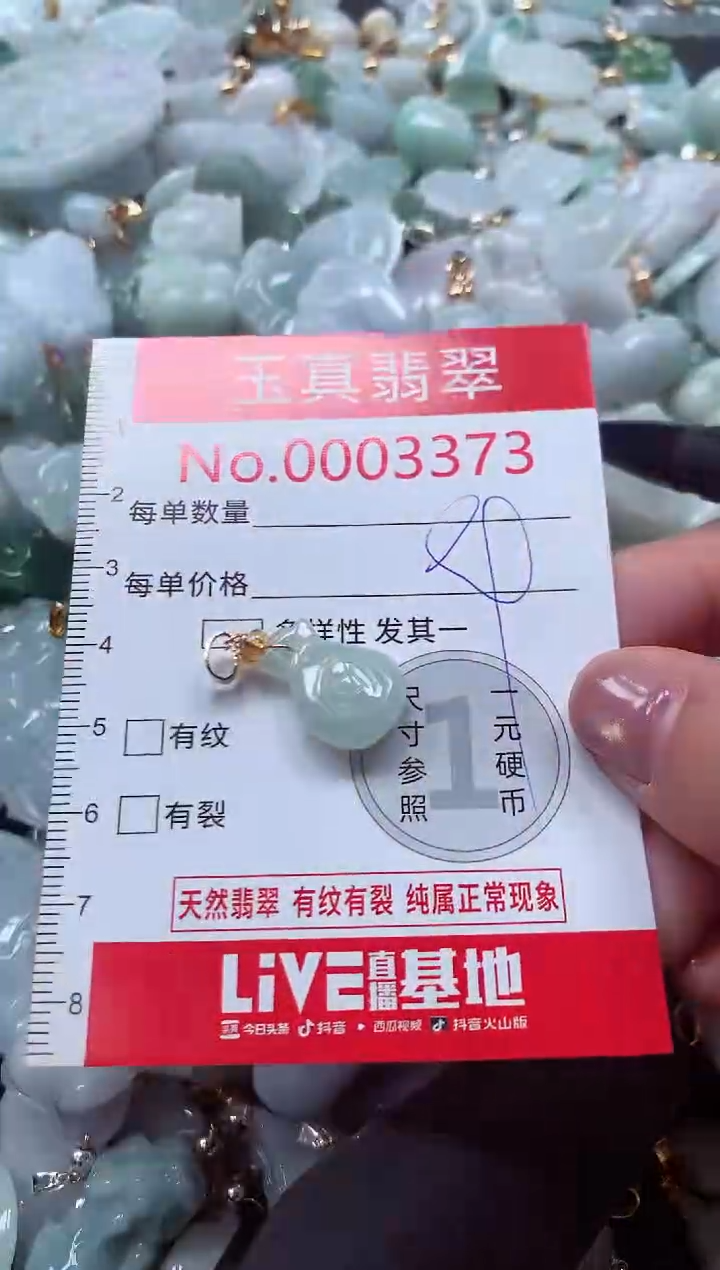 玉真翡翠
No.0003373
每单数量
每单价格
多样性 发其一
2
3
4
5
6
7
8
有纹
有裂
尺寸参照
1
一元硬币
天然翡翠 有纹有裂 纯属正常现象
LiVE直播基地
今日头条 抖音 西瓜视频 抖音火山版